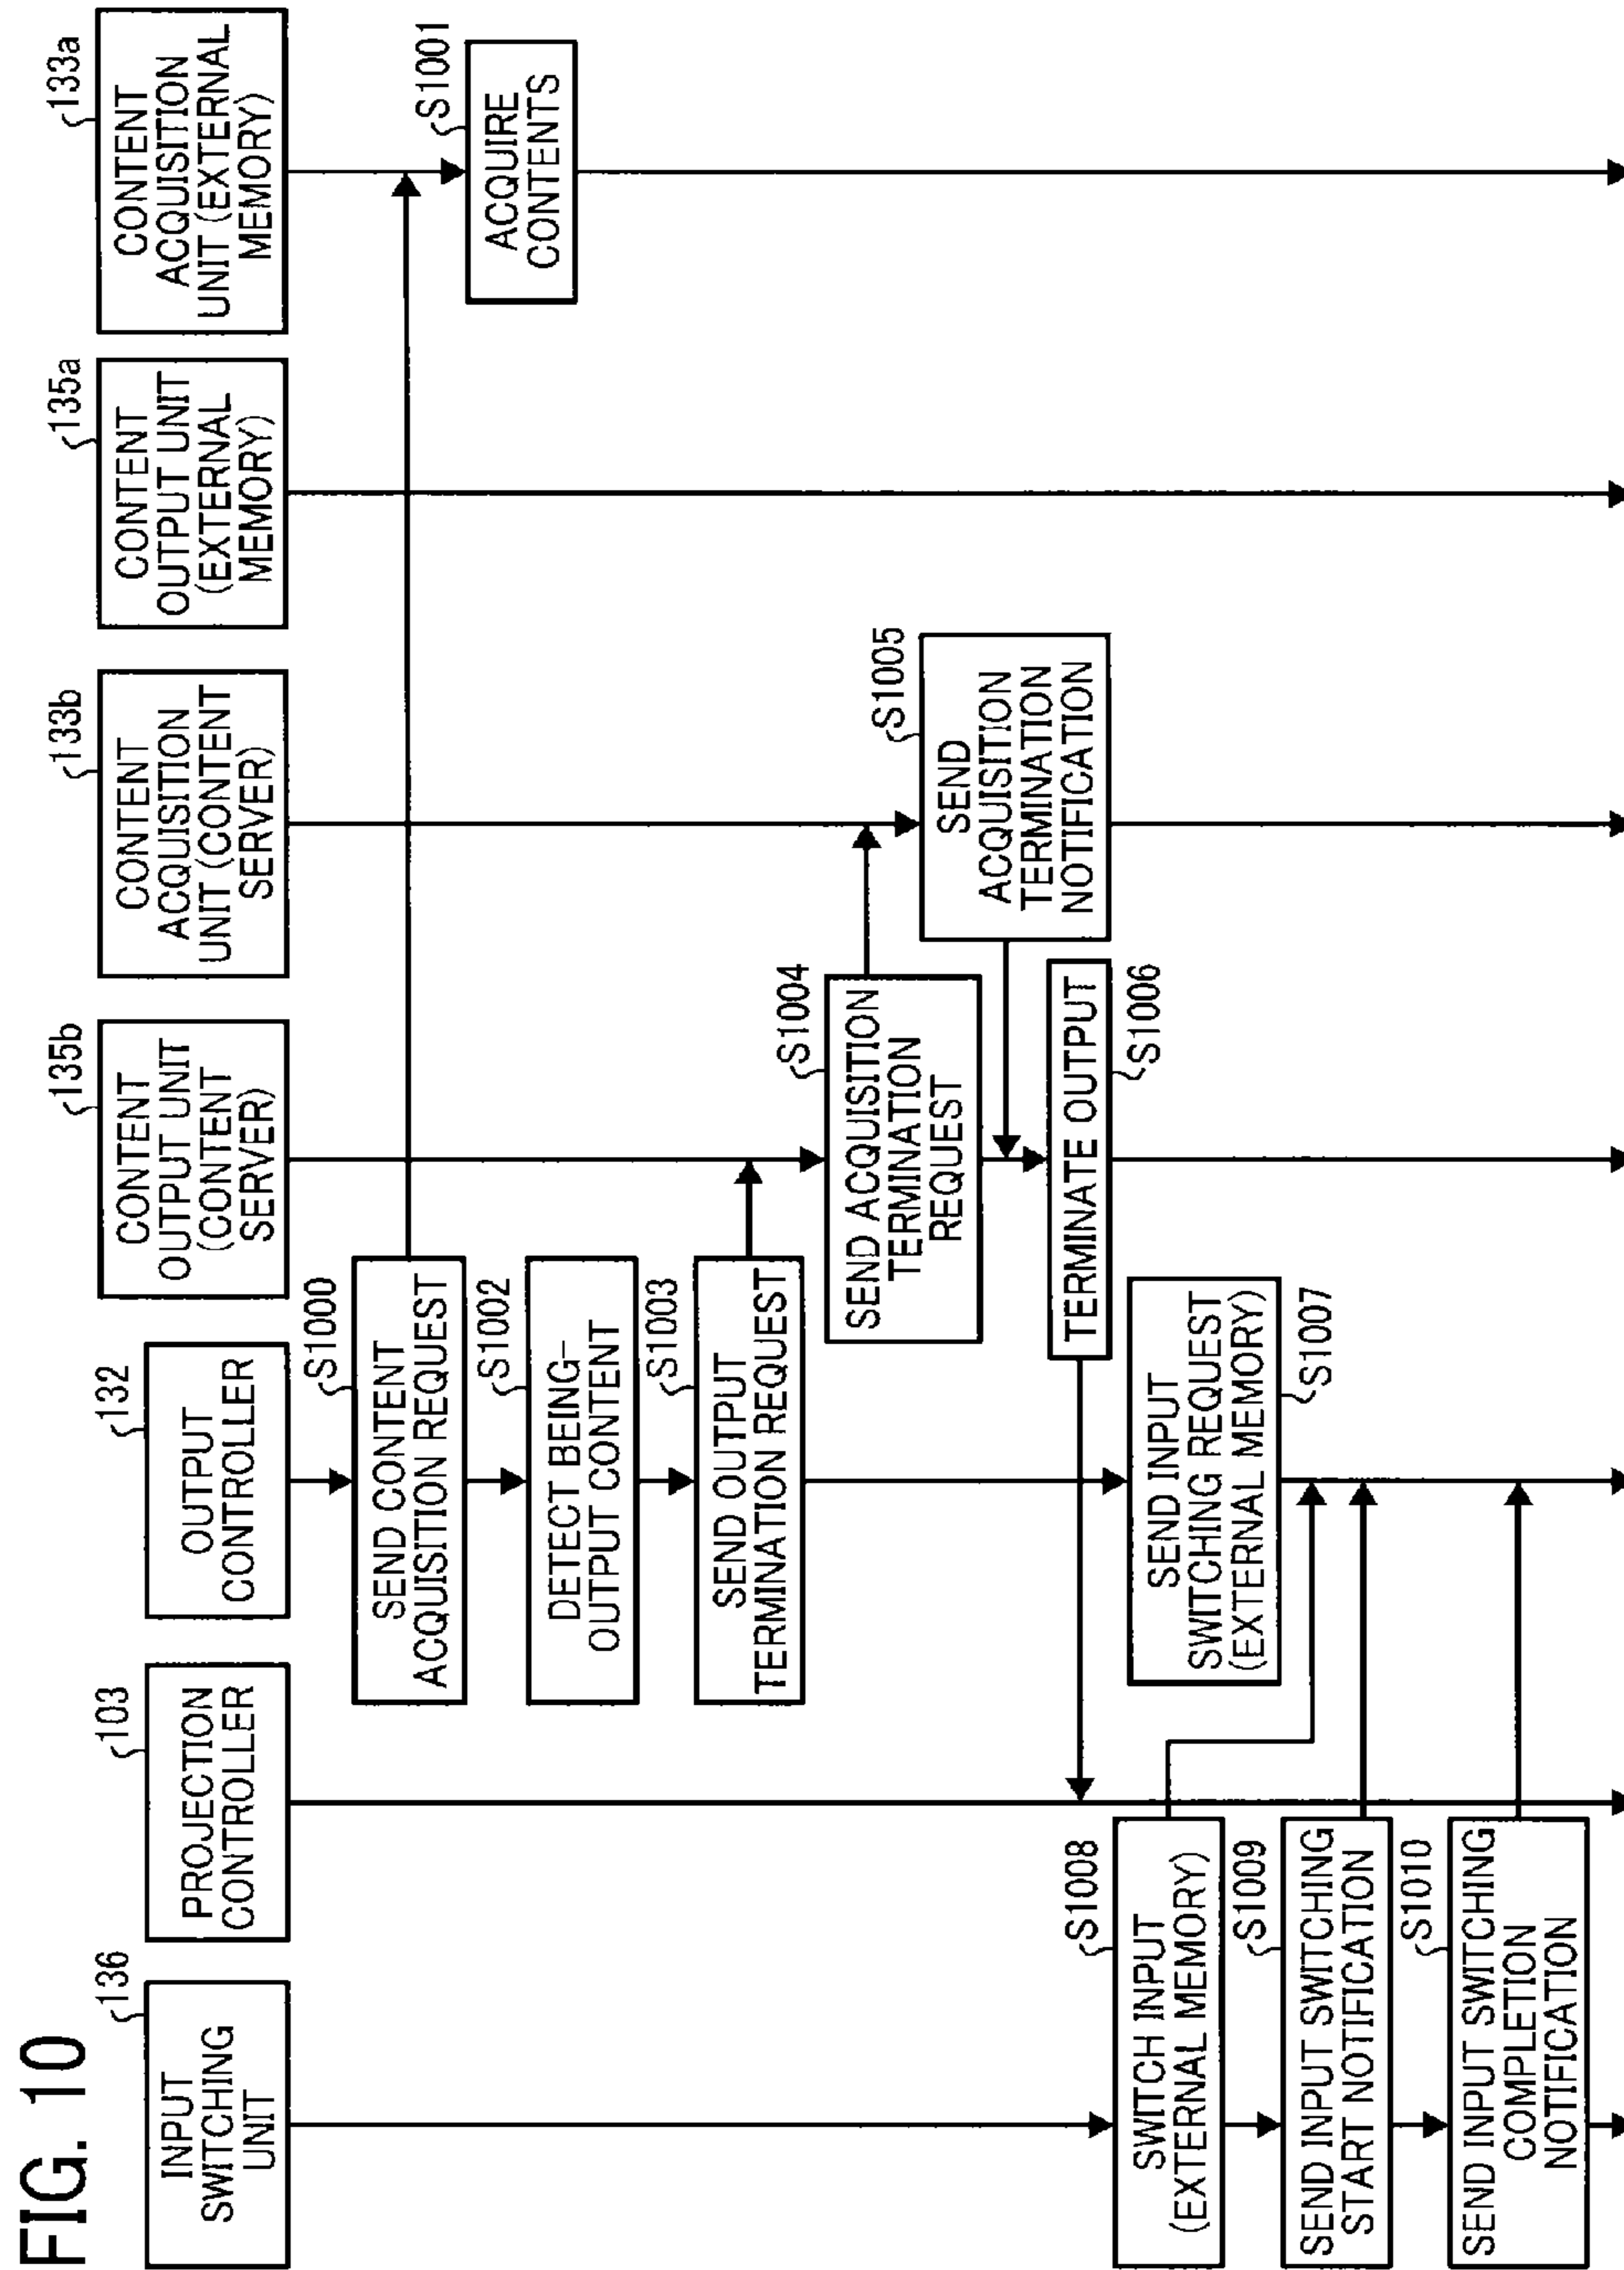 FIG. 10
136
INPUT
SWITCHING
UNIT
103
PROJECTION
CONTROLLER
132
OUTPUT
CONTROLLER
135b
CONTENT
OUTPUT UNIT
(CONTENT
SERVER)
133b
CONTENT
ACQUISITION
UNIT (CONTENT
SERVER)
135a
CONTENT
OUTPUT UNIT
(EXTERNAL
MEMORY)
133a
CONTENT
ACQUISITION
UNIT (EXTERNAL
MEMORY)
S1000
SEND CONTENT
ACQUISITION REQUEST
S1001
ACQUIRE
CONTENTS
S1002
DETECT BEING-
OUTPUT CONTENT
S1003
SEND OUTPUT
TERMINATION REQUEST
S1004
SEND ACQUISITION
TERMINATION
REQUEST
S1005
SEND
ACQUISITION
TERMINATION
NOTIFICATION
TERMINATE OUTPUT
S1006
SEND INPUT
SWITCHING REQUEST
(EXTERNAL MEMORY)
S1007
S1008
SWITCH INPUT
(EXTERNAL MEMORY)
S1009
SEND INPUT SWITCHING
START NOTIFICATION
S1010
SEND INPUT SWITCHING
COMPLETION
NOTIFICATION